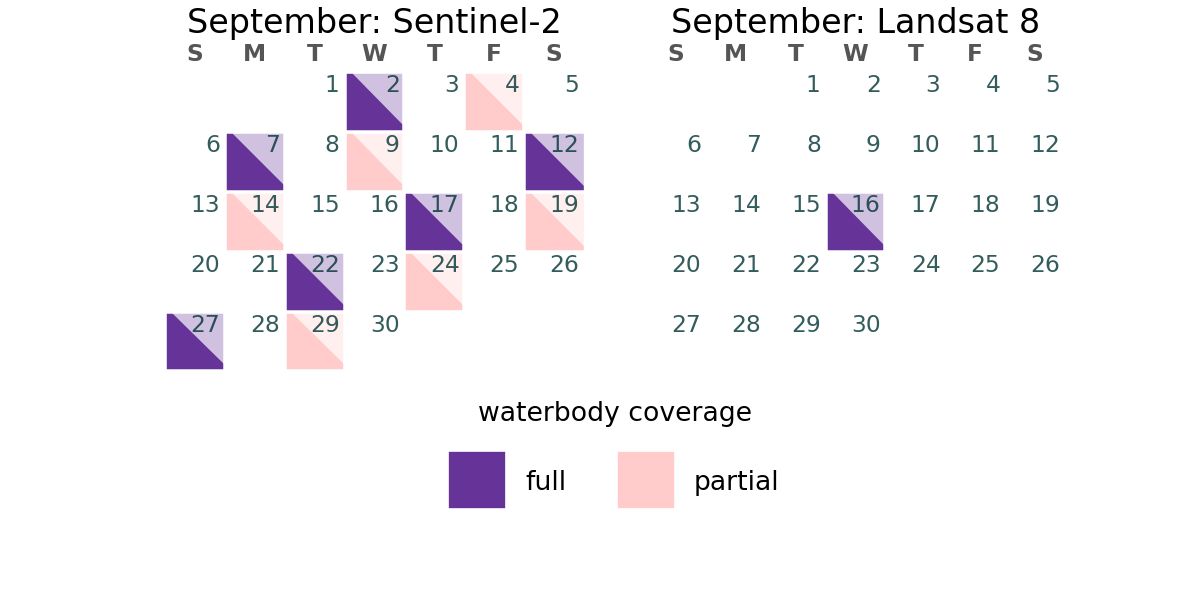 September: Sentinel-2
S M T W T F S
1 2 3 4 5
6 7 8 9 10 11 12
13 14 15 16 17 18 19
20 21 22 23 24 25 26
27 28 29 30
September: Landsat 8
S M T W T F S
1 2 3 4 5
6 7 8 9 10 11 12
13 14 15 16 17 18 19
20 21 22 23 24 25 26
27 28 29 30
waterbody coverage
full partial